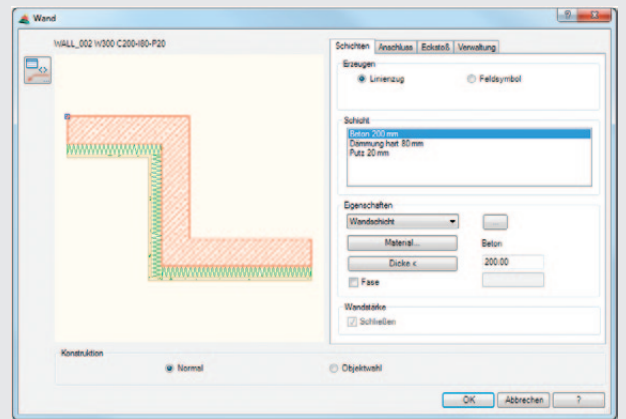 Wand
WALL_002 W300 C200-I80-P20
Schichten Anschluss Eckstoß Verwaltung
Erzeugen
Linienzug Feldsymbol
Schicht
Beton 200 mm
Dämmung hart 80 mm
Putz 20 mm
Eigenschaften
Wandschicht ...
Material... Beton
Dicke < 200.00
Fase
Wandstärke
Schließen
Konstruktion
Normal Objektwahl
OK Abbrechen ?